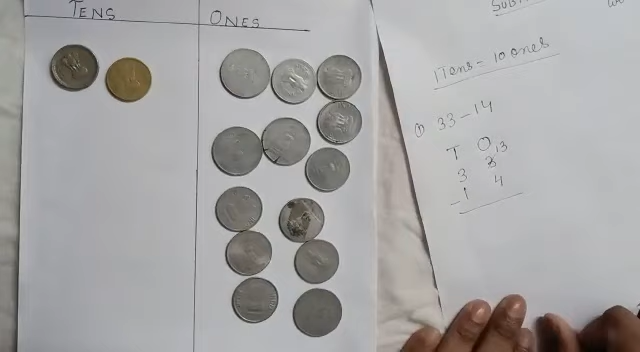 TENS ONES
1Tens - 10 ones
① 33-14
T O
13
3 3
-1 4